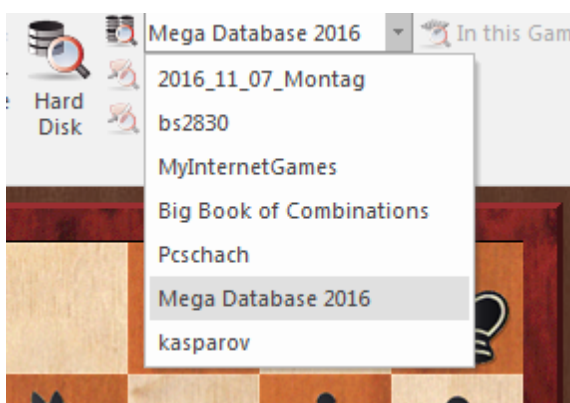 Mega Database 2016
In this Gam
Hard
Disk
2016_11_07_Montag
bs2830
MyInternetGames
Big Book of Combinations
Pcschach
Mega Database 2016
kasparov